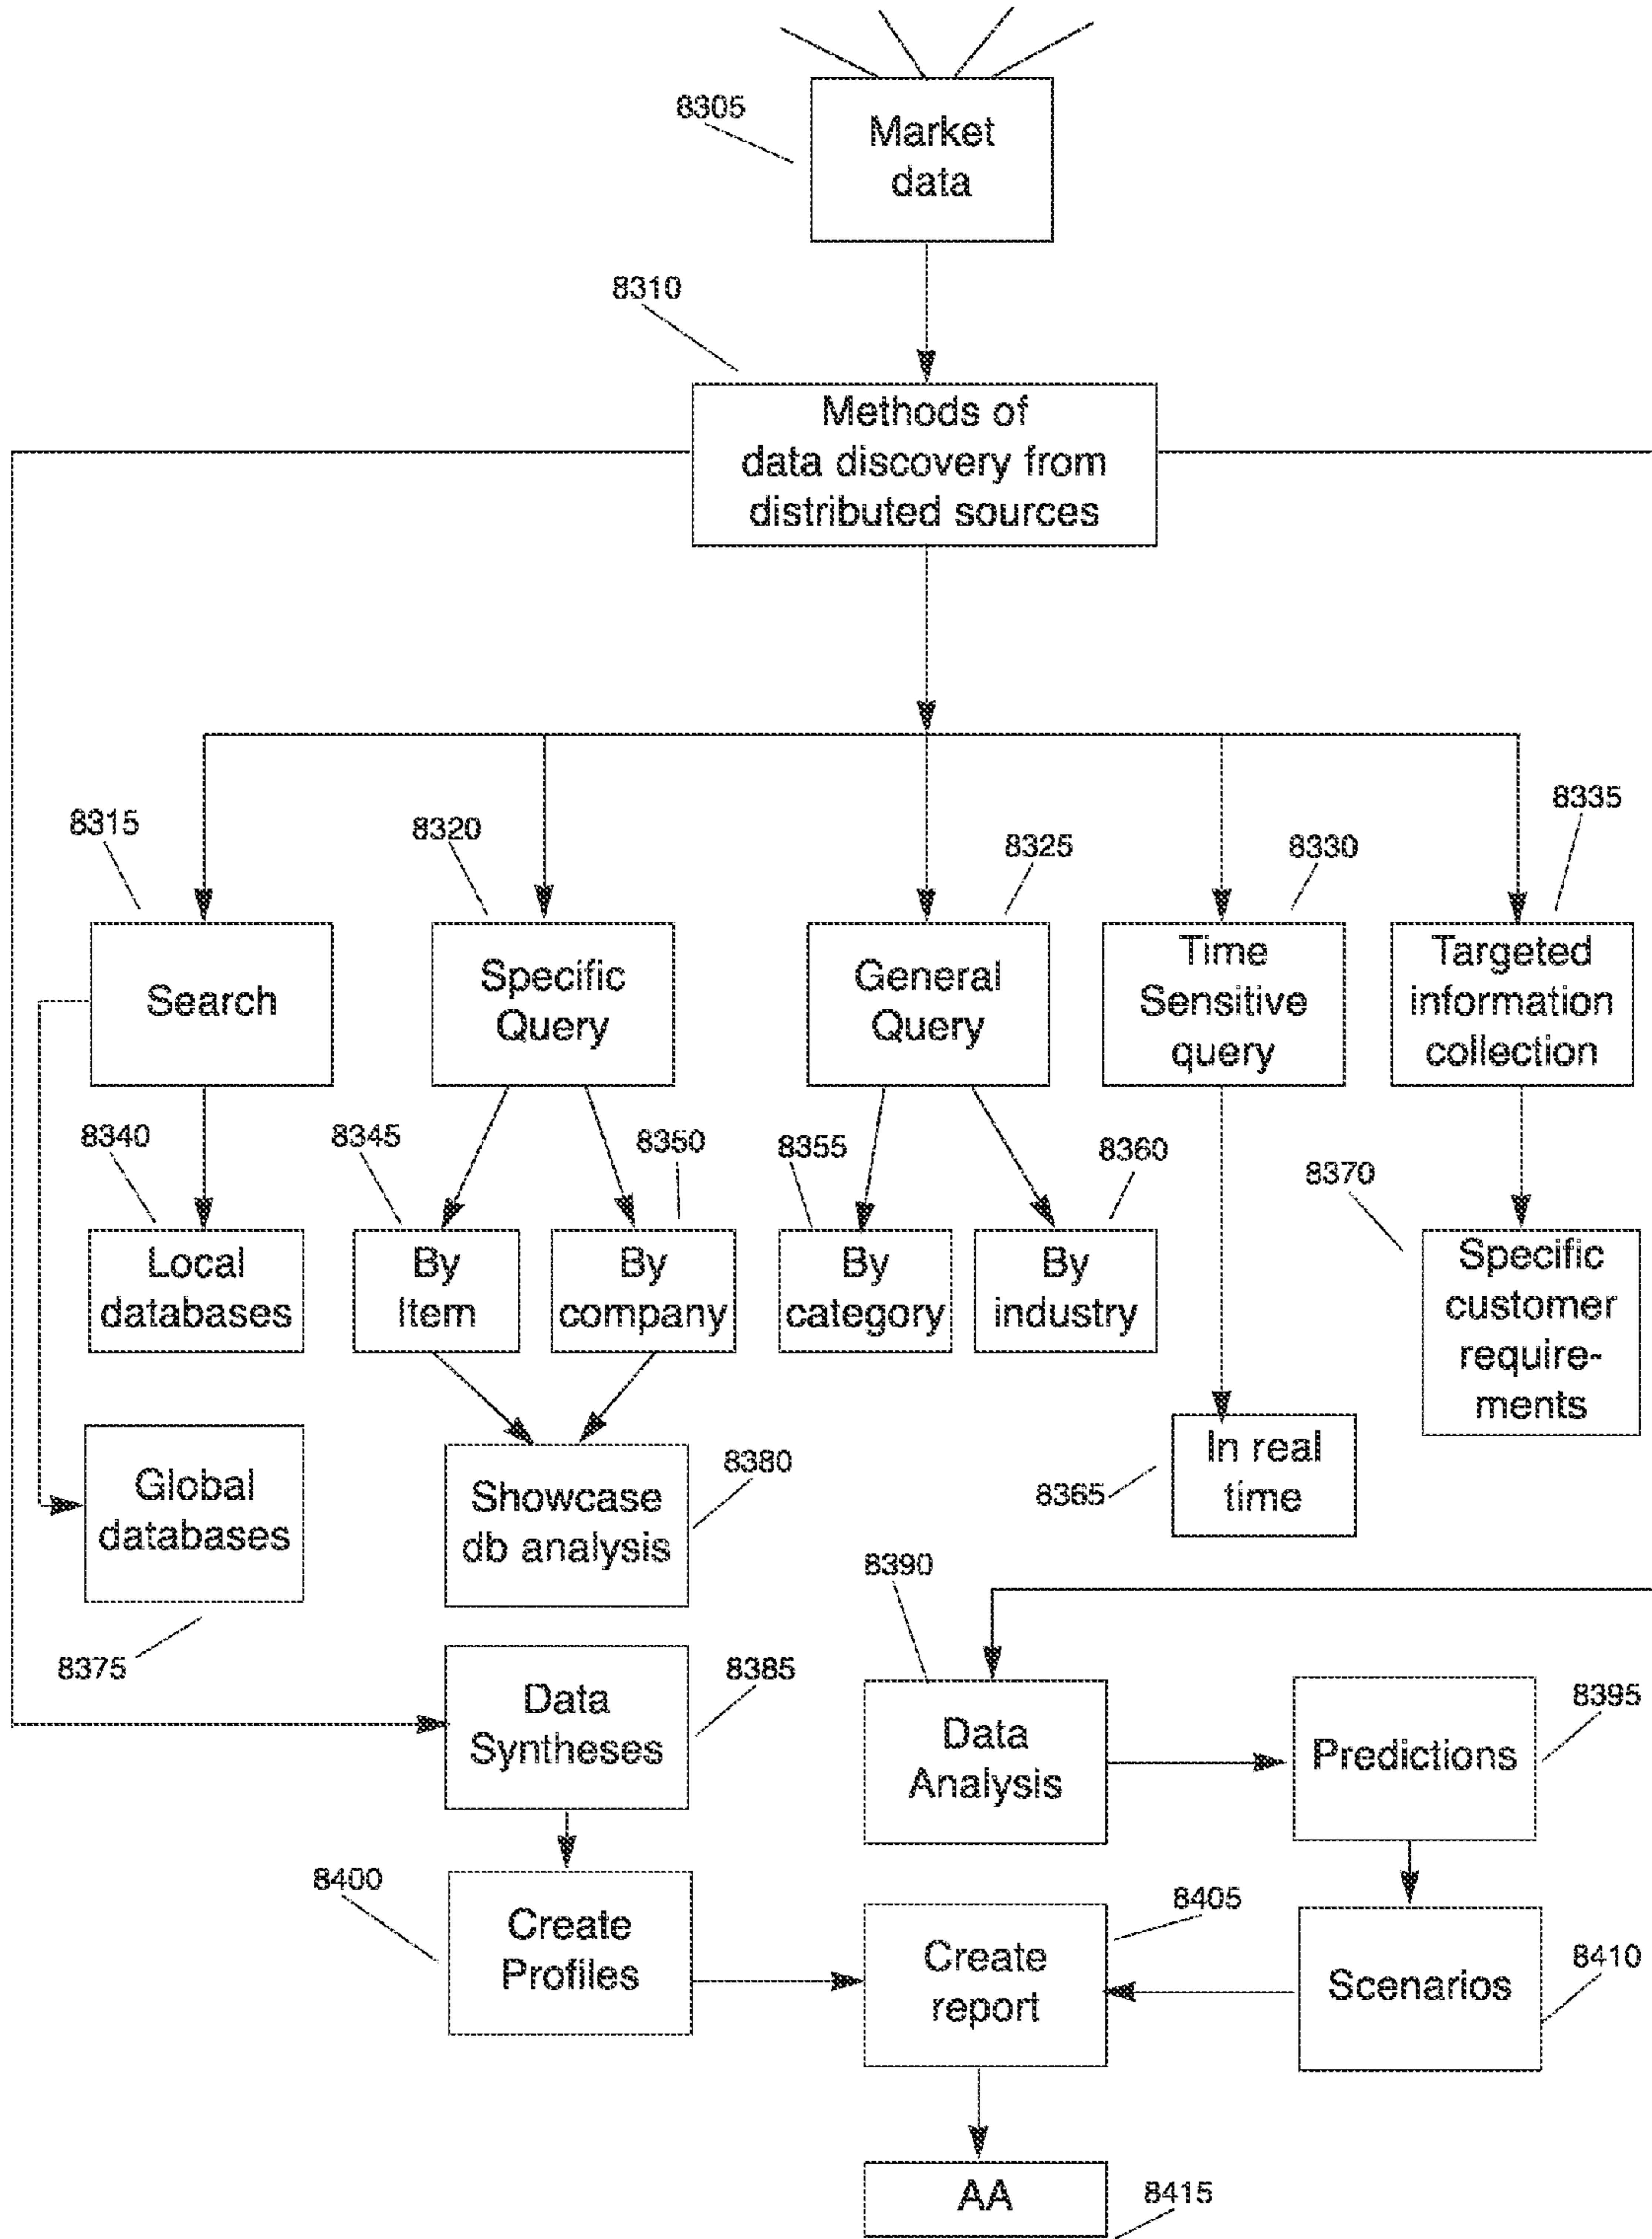 8305
Market
data
8310
Methods of
data discovery from
distributed sources
8315
8320
8325
8330
8335
Search
Specific
Query
General
Query
Time
Sensitive
query
Targeted
information
collection
8340
8345
8350
8355
8360
8370
Local
databases
By
Item
By
company
By
category
By
industry
Specific
customer
require-
ments
Global
databases
8375
Showcase
db analysis
8380
8365
In real
time
8390
8385
Data
Syntheses
Data
Analysis
Predictions
8395
8400
Create
Profiles
8405
Create
report
Scenarios
8410
AA
8415